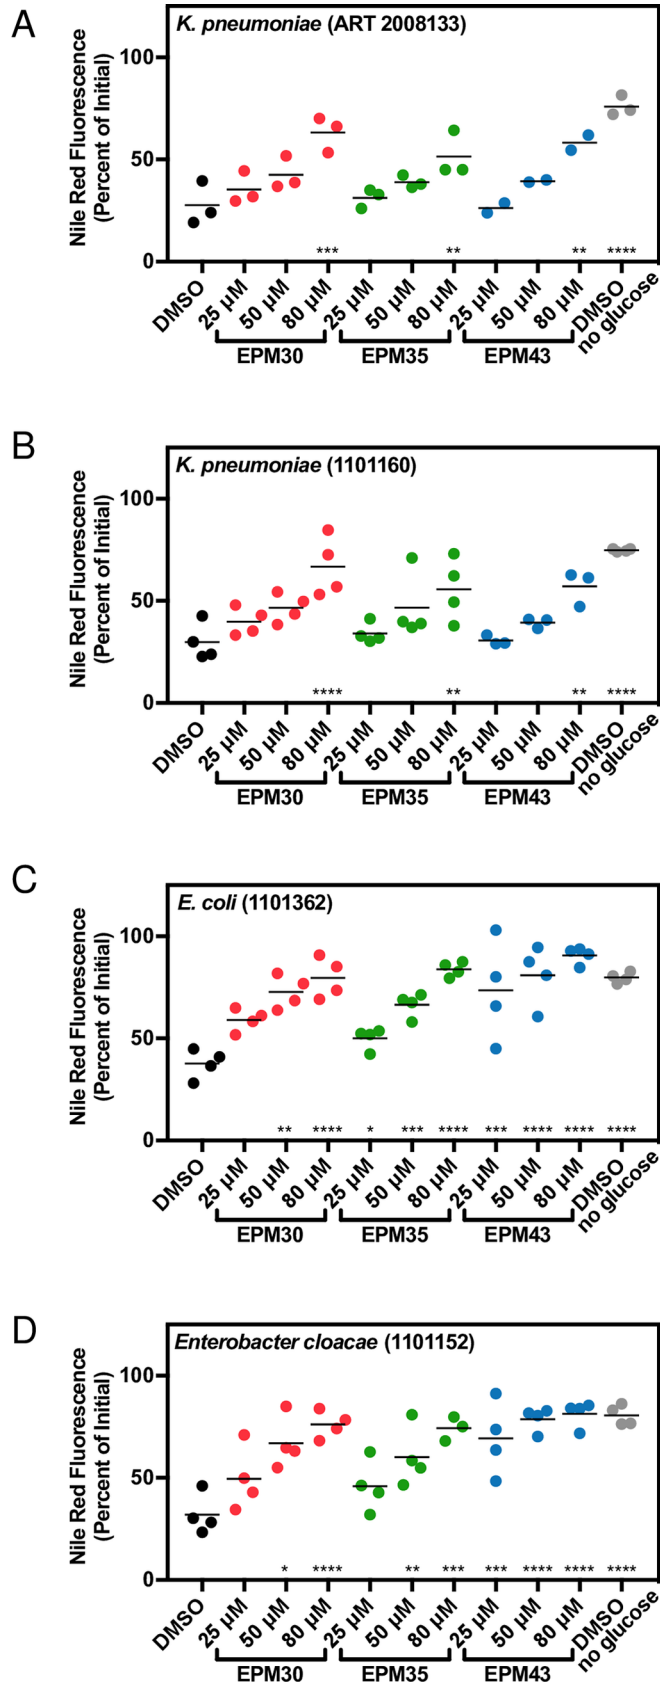 A
K. pneumoniae (ART 2008133)
Nile Red Fluorescence
(Percent of Initial)
100
50
0
*** ** ** ****
DMSO 25 µM 50 µM 80 µM 25 µM 50 µM 80 µM 25 µM 50 µM 80 µM DMSO no glucose
EPM30 EPM35 EPM43
B
K. pneumoniae (1101160)
Nile Red Fluorescence
(Percent of Initial)
100
50
0
**** ** ** ****
DMSO 25 µM 50 µM 80 µM 25 µM 50 µM 80 µM 25 µM 50 µM 80 µM DMSO no glucose
EPM30 EPM35 EPM43
C
E. coli (1101362)
Nile Red Fluorescence
(Percent of Initial)
100
50
0
** **** * *** **** *** **** **** ****
DMSO 25 µM 50 µM 80 µM 25 µM 50 µM 80 µM 25 µM 50 µM 80 µM DMSO no glucose
EPM30 EPM35 EPM43
D
Enterobacter cloacae (1101152)
Nile Red Fluorescence
(Percent of Initial)
100
50
0
* **** ** *** *** **** **** ****
DMSO 25 µM 50 µM 80 µM 25 µM 50 µM 80 µM 25 µM 50 µM 80 µM DMSO no glucose
EPM30 EPM35 EPM43